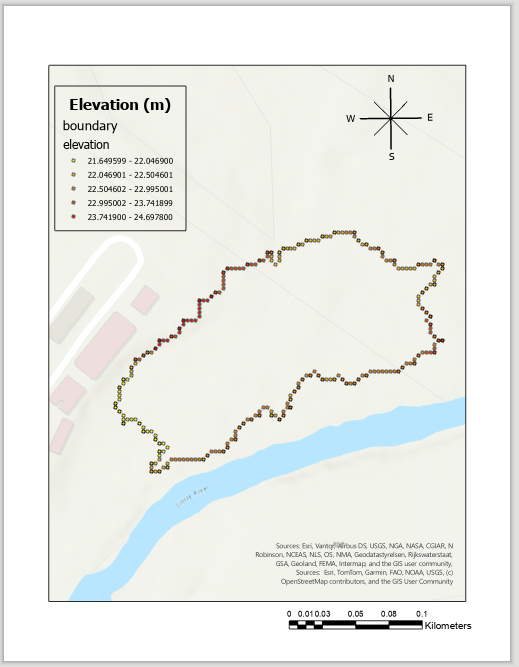 Elevation (m)
boundary
elevation
21.649599 - 22.046900
22.046901 - 22.504601
22.504602 - 22.995001
22.995002 - 23.741899
23.741900 - 24.697800
N
W E
S
Little River
Sources: Esri, Vantor, Airbus DS, USGS, NGA, NASA, CGIAR, N
Robinson, NCEAS, NLS, OS, NMA, Geodatastyrelsen, Rijkswaterstaat,
GSA, Geoland, FEMA, Intermap, and the GIS user community,
Sources: Esri, TomTom, Garmin, FAO, NOAA, USGS, (c)
OpenStreetMap contributors, and the GIS User Community
0 0.010.03 0.05 0.08 0.1
Kilometers